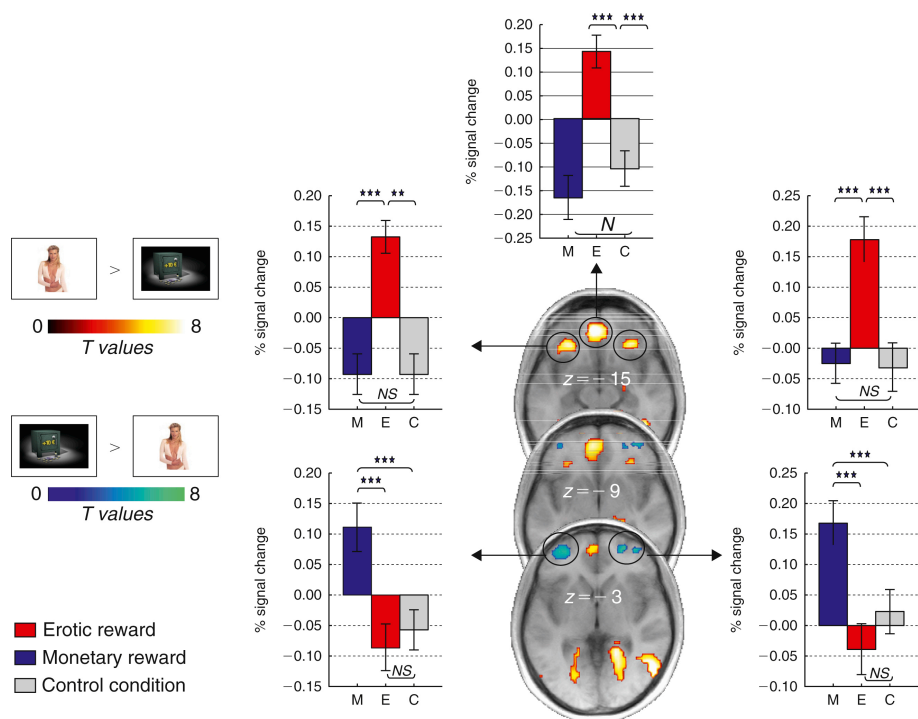 ★★★ ★★★
0.15
0.15
0.05
0.00
−0.05
−0.10
−0.15
−0.20
−0.25
% signal change
N
M E C
0.20
0.15
0.10
0.05
0.00
−0.05
−0.10
−0.15
% signal change
★★★ ★★
NS
M E C
0.25
0.20
0.15
0.10
0.05
−0.00
−0.05
−0.10
% signal change
★★★ ★★★
NS
M E C
>
+10 €
0 8
T values
+10 €
>
0 8
T values
z=−15
z=−9
z=−3
0.20
0.15
0.10
0.05
0.00
−0.05
−0.10
−0.15
% signal change
★★★
★★★
NS
M E C
0.25
0.20
0.15
0.10
0.05
−0.00
−0.05
−0.10
% signal change
★★★
★★★
NS
M E C
Erotic reward
Monetary reward
Control condition